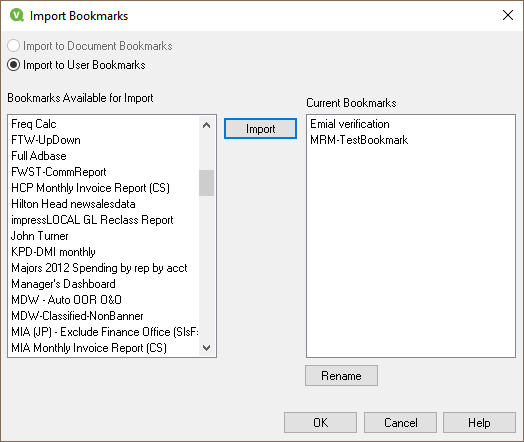 Import Bookmarks
Import to Document Bookmarks
Import to User Bookmarks
Bookmarks Available for Import
Freq Calc
FTW-UpDown
Full Adbase
FWST-CommReport
HCP Monthly Invoice Report (CS)
Hilton Head newsalesdata
impressLOCAL GL Reclass Report
John Turner
KPD-DMI monthly
Majors 2012 Spending by rep by acct
Manager's Dashboard
MDW - Auto OOR O&O
MDW-Classified-NonBanner
MIA (JP) - Exclude Finance Office (SlsF:
MIA Monthly Invoice Report (CS)
Import
Current Bookmarks
Emial verification
MRM-TestBookmark
Rename
OK
Cancel
Help